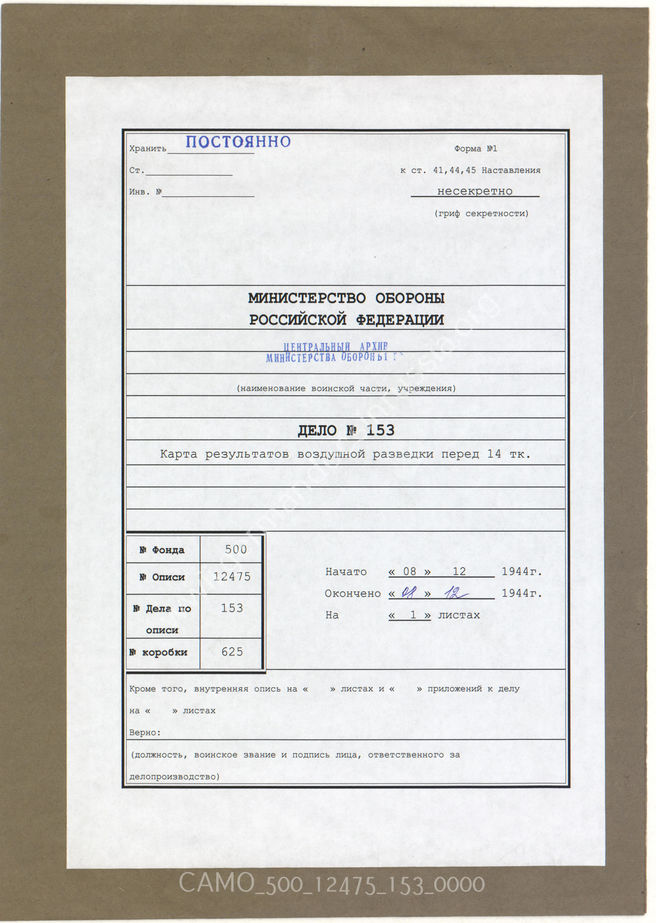 Хранить ПОСТОЯННО
Форма №1
Ст.
к ст. 41,44,45 Наставления
Инв. №
несекретно
(гриф секретности)
МИНИСТЕРСТВО ОБОРОНЫ
РОССИЙСКОЙ ФЕДЕРАЦИИ
ЦЕНТРАЛЬНЫЙ АРХИВ
МИНИСТЕРСТВА ОБОРОНЫ
(наименование воинской части, учреждения)
ДЕЛО № 153
Карта результатов воздушной разведки перед 14 тк.
№ Фонда 500
№ Описи 12475
№ Дела по описи 153
№ коробки 625
Начато « 08 » 12 1944г.
Окончено « 08 » 12 1944г.
На « 1 » листах
Кроме того, внутренняя опись на « » листах и « » приложений к делу
на « » листах
Верно:
(должность, воинское звание и подпись лица, ответственного за
делопроизводство)
CAMO_500_12475_153_0000